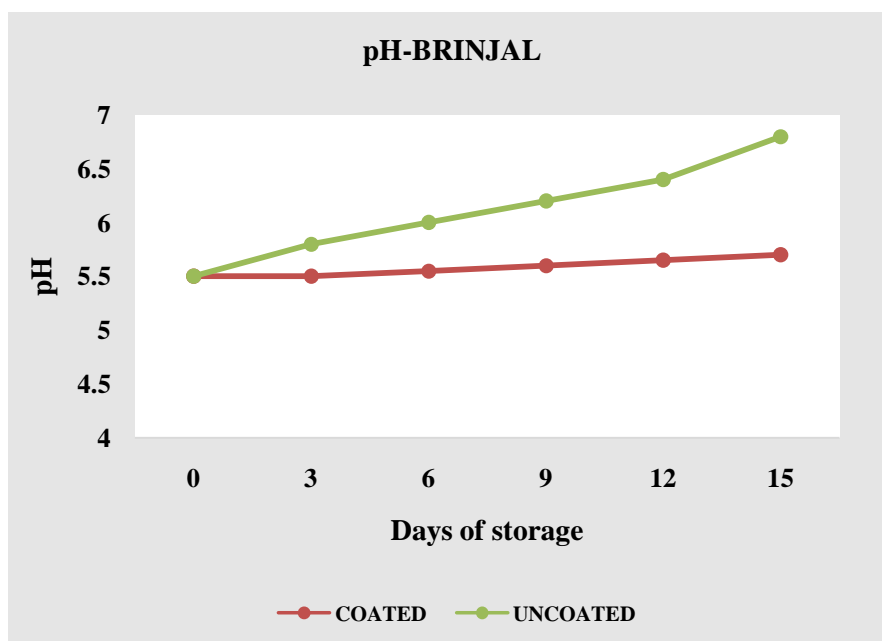 pH-BRINJAL
7
6.5
6
5.5
5
4.5
4
pH
0 3 6 9 12 15
Days of storage
COATED UNCOATED